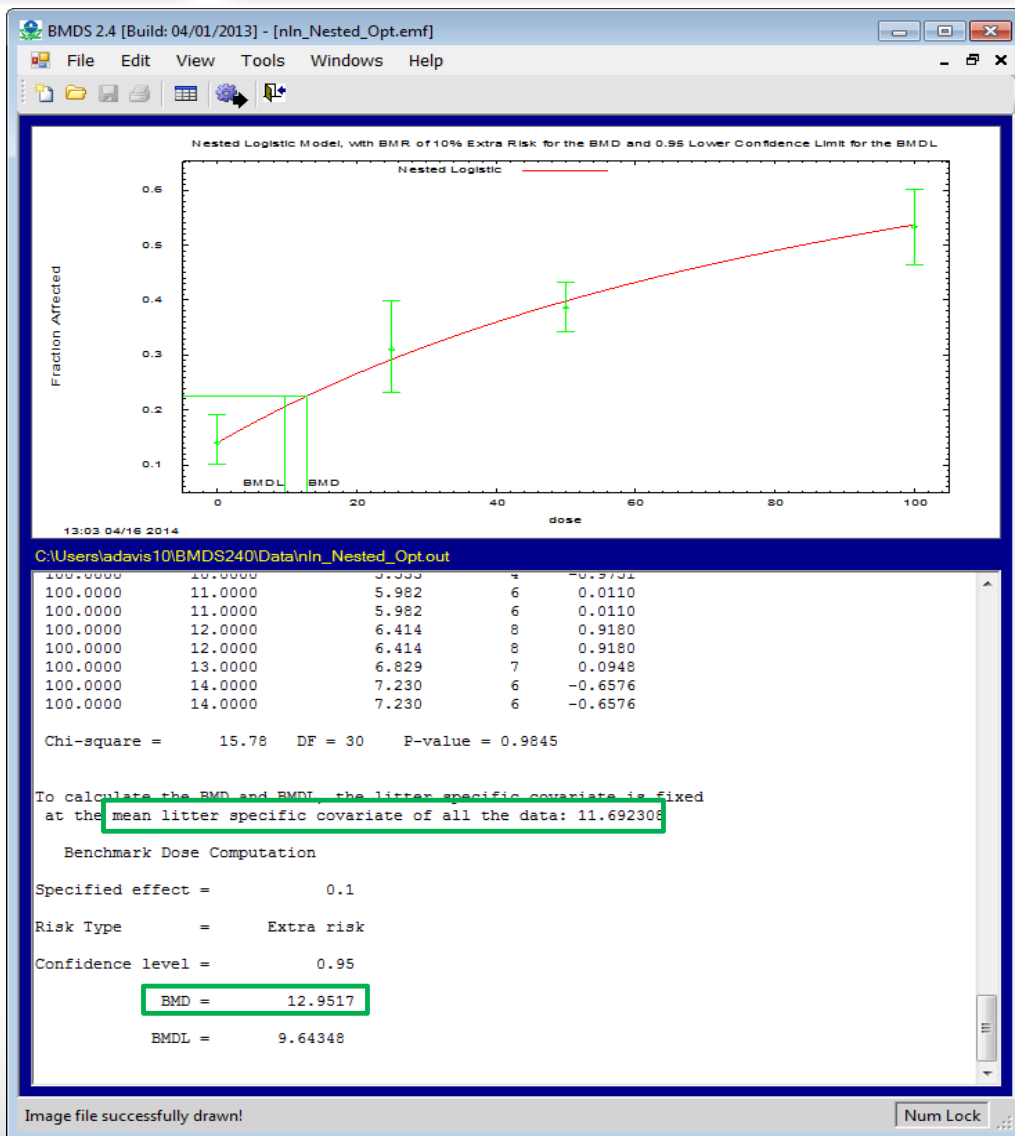 BMDS 2.4 [Build: 04/01/2013] - [nln_Nested_Opt.emf]
File Edit View Tools Windows Help
Nested Logistic Model, with BMR of 10% Extra Risk for the BMD and 0.95 Lower Confidence Limit for the BMDL
Nested Logistic
0.6
0.5
0.4
0.3
0.2
0.1
Fraction Affected
BMDL BMD
0 20 40 60 80 100
dose
13:03 04/16 2014
C:\Users\adavis10\BMDS240\Data\nln_Nested_Opt.out
100.0000 10.0000 5.533 4 -0.9751
100.0000 11.0000 5.982 6 0.0110
100.0000 11.0000 5.982 6 0.0110
100.0000 12.0000 6.414 8 0.9180
100.0000 12.0000 6.414 8 0.9180
100.0000 13.0000 6.829 7 0.0948
100.0000 14.0000 7.230 6 -0.6576
100.0000 14.0000 7.230 6 -0.6576
Chi-square = 15.78 DF = 30 P-value = 0.9845
To calculate the BMD and BMDL, the litter specific covariate is fixed
at the mean litter specific covariate of all the data: 11.692308
Benchmark Dose Computation
Specified effect = 0.1
Risk Type = Extra risk
Confidence level = 0.95
BMD = 12.9517
BMDL = 9.64348
Image file successfully drawn!
Num Lock